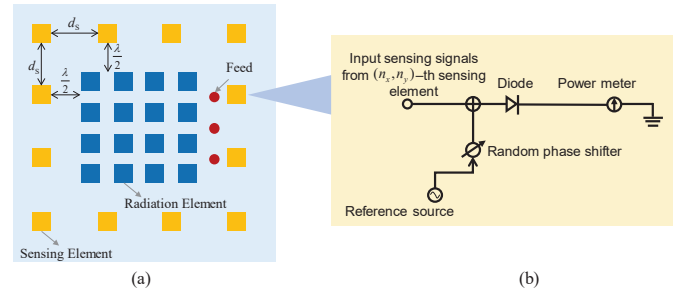 d_s
λ/2
d_s
λ/2
Feed
Radiation Element
Sensing Element
(a)
Input sensing signals
from (n_x, n_y)–th sensing
element
Diode
Power meter
Random phase shifter
Reference source
(b)